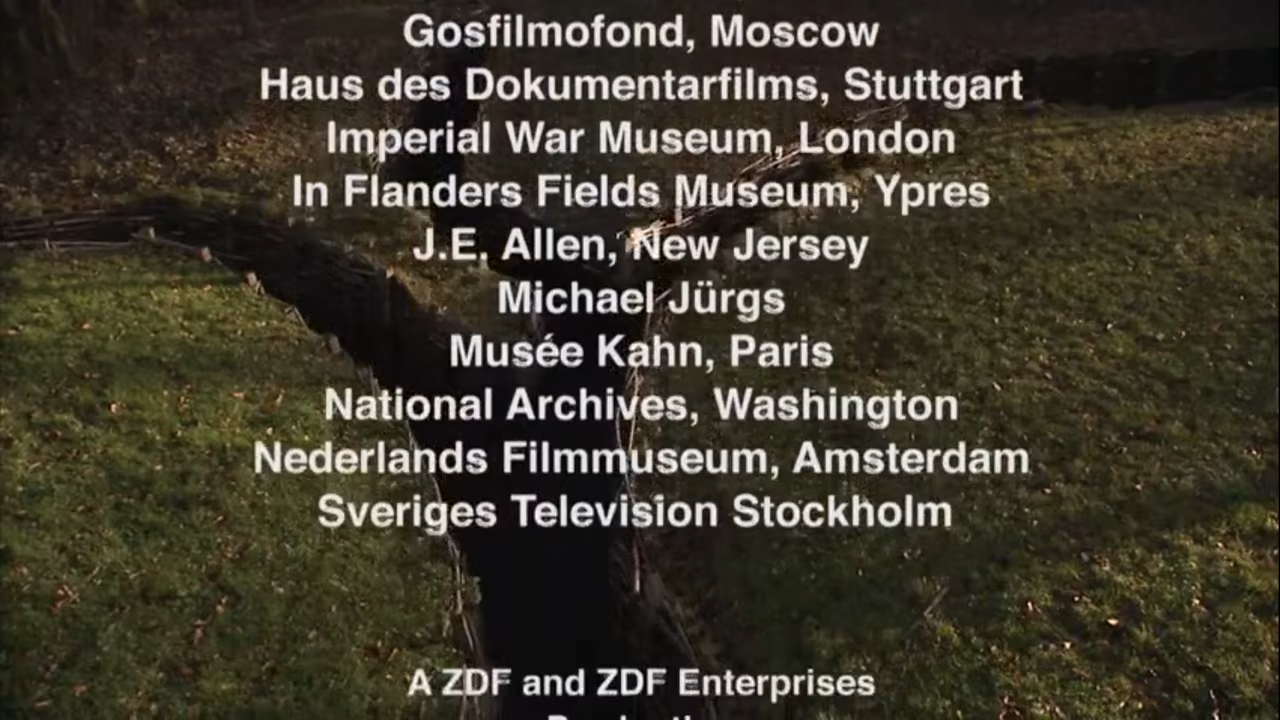 Gosfilmofond, Moscow
Haus des Dokumentarfilms, Stuttgart
Imperial War Museum, London
In Flanders Fields Museum, Ypres
J.E. Allen, New Jersey
Michael Jürgs
Musée Kahn, Paris
National Archives, Washington
Nederlands Filmmuseum, Amsterdam
Sveriges Television Stockholm
A ZDF and ZDF Enterprises